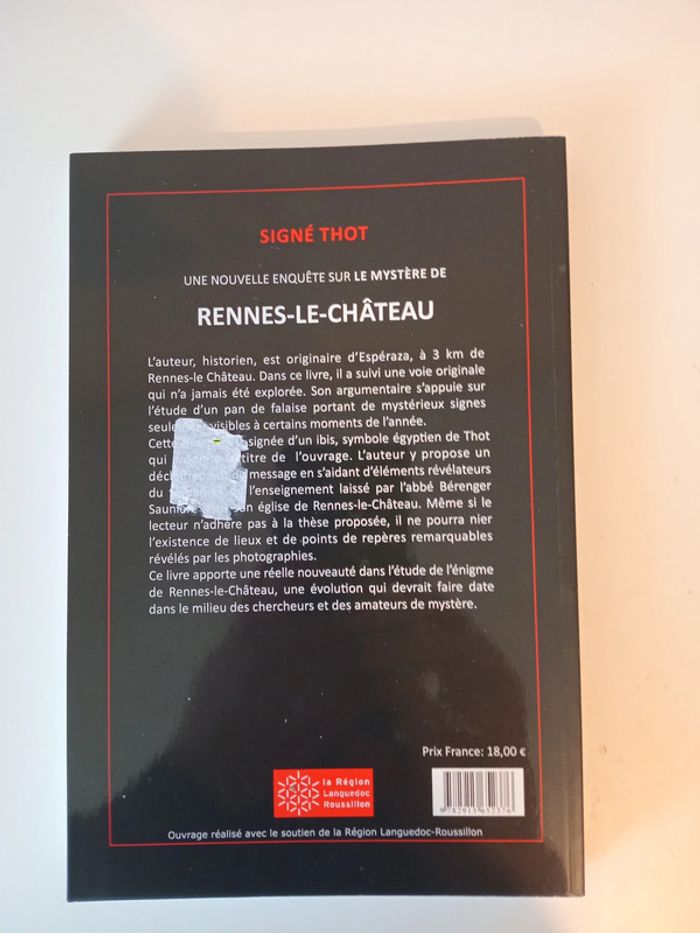 SIGNÉ THOT
UNE NOUVELLE ENQUÊTE SUR LE MYSTÈRE DE
RENNES-LE-CHÂTEAU
L'auteur, historien, est originaire d'Espéraza, à 3 km de
Rennes-le Château. Dans ce livre, il a suivi une voie originale
qui n'a jamais été explorée. Son argumentaire s'appuie sur
l'étude d'un pan de falaise portant de mystérieux signes
visibles à certains moments de l'année.
Cette signée d'un ibis, symbole égyptien de Thot
qui titre de l'ouvrage. L'auteur y propose un
message en s'aidant d'éléments révélateurs
du l'enseignement laissé par l'abbé Bérenger
église de Rennes-le-Château. Même si le
lecteur n'adhère pas à la thèse proposée, il ne pourra nier
l'existence de lieux et de points de repères remarquables
révélés par les photographies.
Ce livre apporte une réelle nouveauté dans l'étude de l'énigme
de Rennes-le-Château, une évolution qui devrait faire date
dans le milieu des chercheurs et des amateurs de mystère.
Prix France: 18,00 €
la Région
Languedoc
Roussillon
9 782915 652376
Ouvrage réalisé avec le soutien de la Région Languedoc-Roussillon